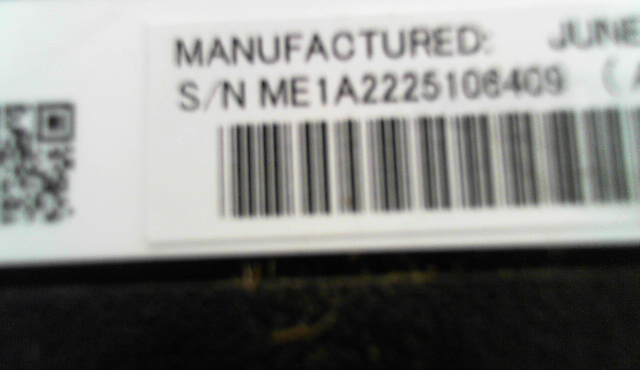 MANUFACTURED: JUNE
S/N ME1A2225106409 (A